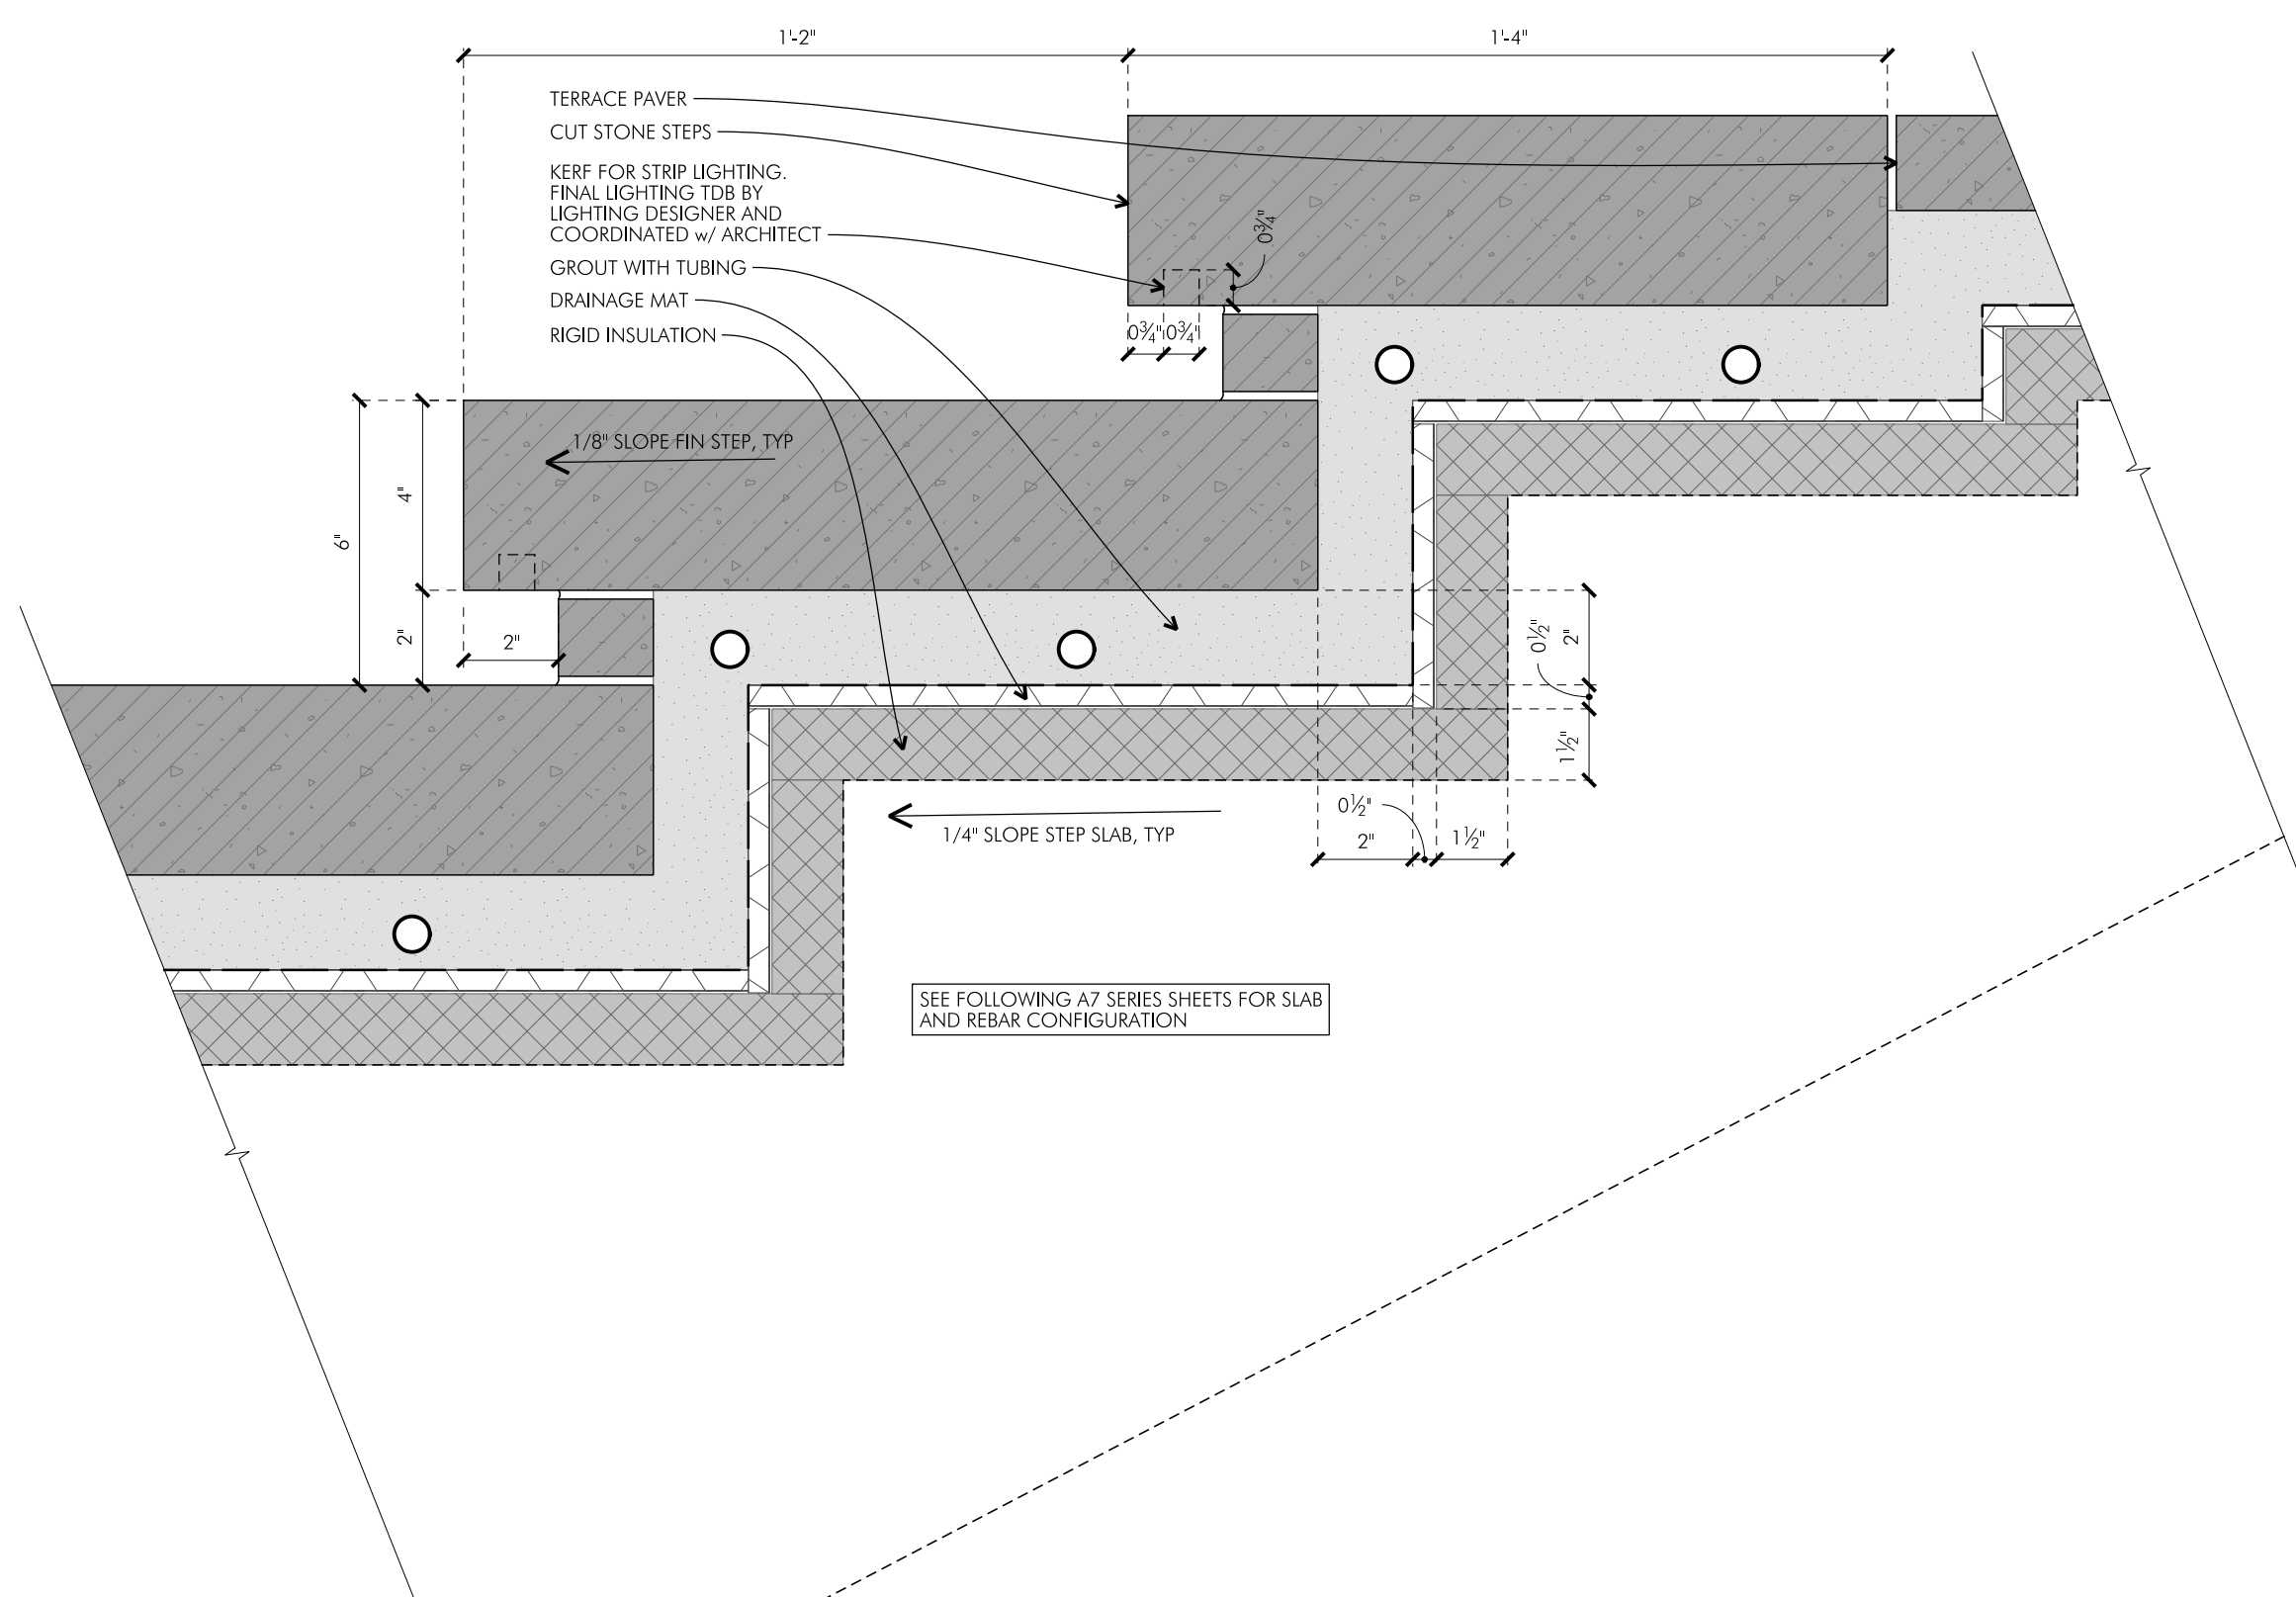 1'-2"
1'-4"
TERRACE PAVER
CUT STONE STEPS
KERF FOR STRIP LIGHTING.
FINAL LIGHTING TDB BY
LIGHTING DESIGNER AND
COORDINATED w/ ARCHITECT
GROUT WITH TUBING
DRAINAGE MAT
RIGID INSULATION
0¾"
0¾"
0¾"
1/8" SLOPE FIN STEP, TYP
6"
4"
2"
2"
0½"
2"
1½"
0½"
2"
1½"
1/4" SLOPE STEP SLAB, TYP
SEE FOLLOWING A7 SERIES SHEETS FOR SLAB
AND REBAR CONFIGURATION